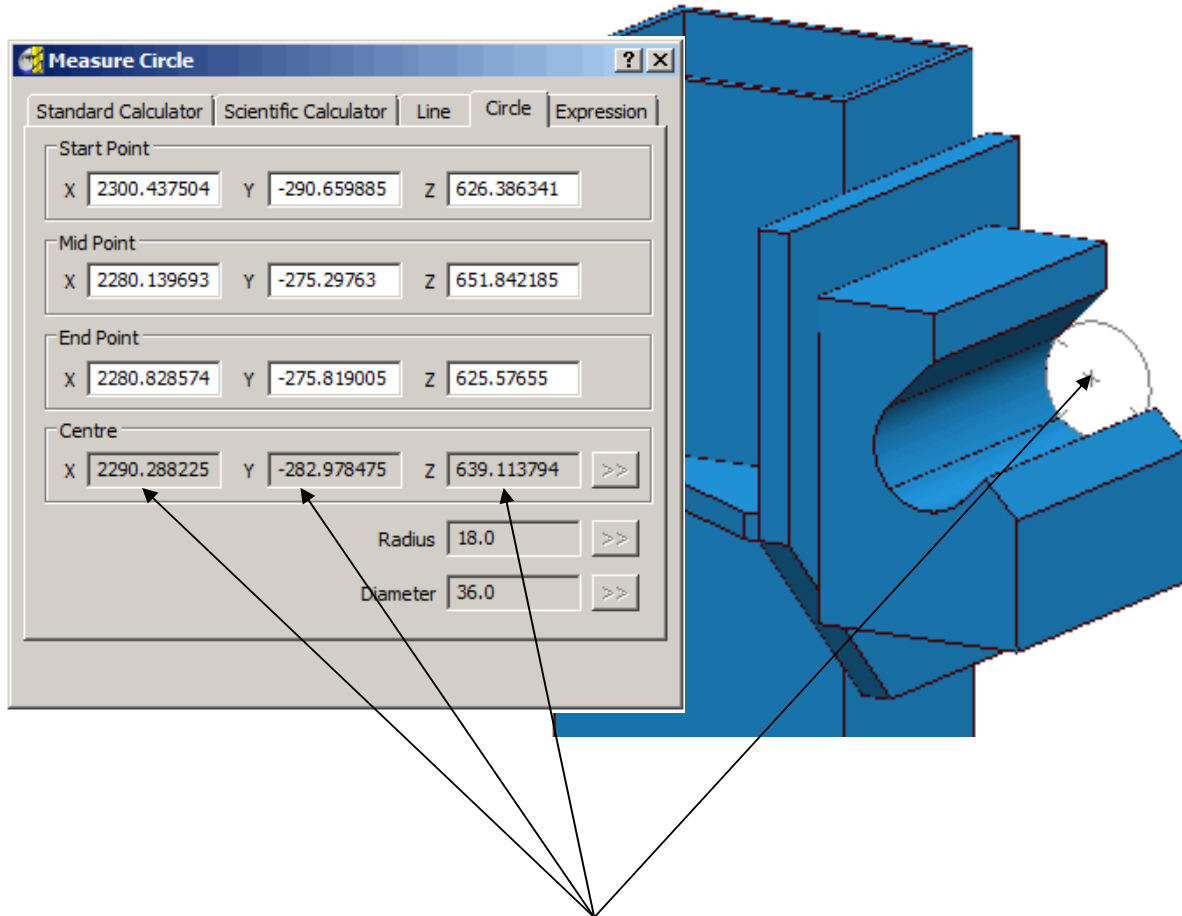 Measure Circle
Standard Calculator Scientific Calculator Line Circle Expression
Start Point
X 2300.437504 Y -290.659885 Z 626.386341
Mid Point
X 2280.139693 Y -275.29763 Z 651.842185
End Point
X 2280.828574 Y -275.819005 Z 625.57655
Centre
X 2290.288225 Y -282.978475 Z 639.113794 >>
Radius 18.0 >>
Diameter 36.0 >>